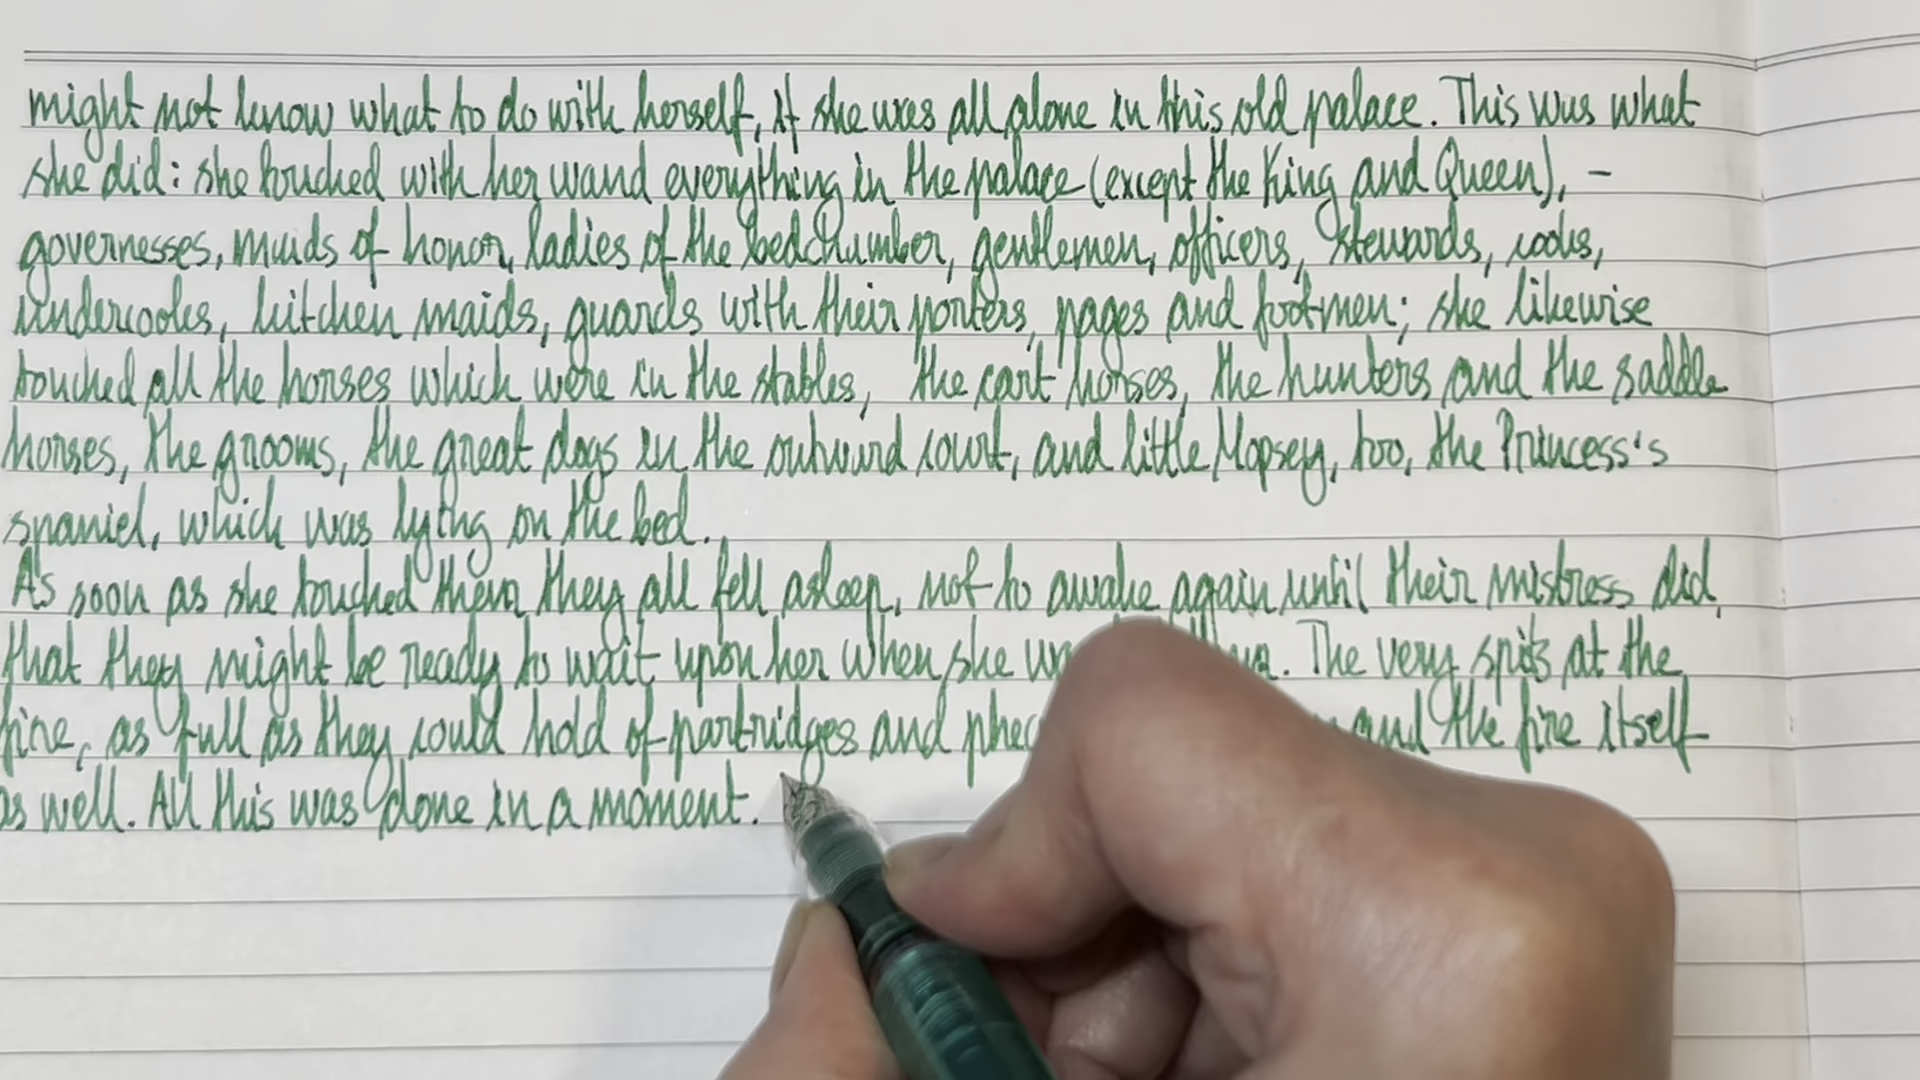 might not know what to do with herself, if she was all alone in this old palace. This was what
she did: she touched with her wand everything in the palace (except the King and Queen), -
governesses, maids of honor, ladies of the bedchamber, gentlemen, officers, stewards, cooks,
undercooks, kitchen maids, guards with their porters, pages and footmen; she likewise
touched all the horses which were in the stables, the cart horses, the hunters and the saddle
horses, the grooms, the great dogs in the outward court, and little Mopsey, too, the Princess's
spaniel, which was lying on the bed.
As soon as she touched them they all fell asleep, not to awake again until their mistress did,
that they might be ready to wait upon her when she . The very spits at the
fire, as full as they could hold of partridges and and the fire itself
as well. All this was done in a moment.